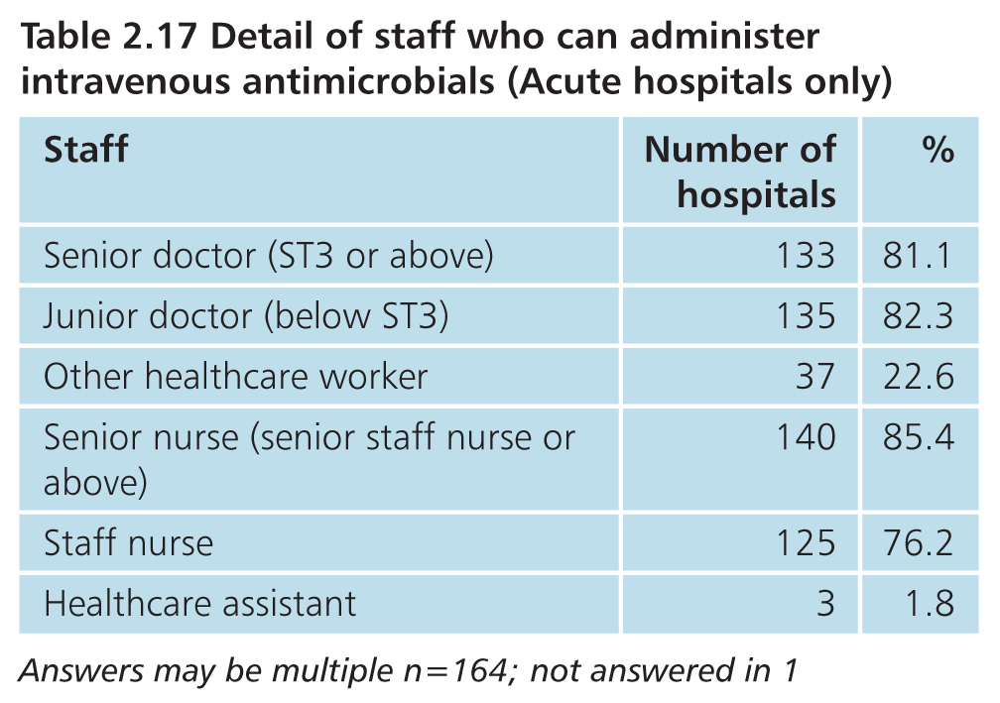 Table 2.17 Detail of staff who can administer
intravenous antimicrobials (Acute hospitals only)
Staff Number of hospitals %
Senior doctor (ST3 or above) 133 81.1
Junior doctor (below ST3) 135 82.3
Other healthcare worker 37 22.6
Senior nurse (senior staff nurse or above) 140 85.4
Staff nurse 125 76.2
Healthcare assistant 3 1.8
Answers may be multiple n=164; not answered in 1